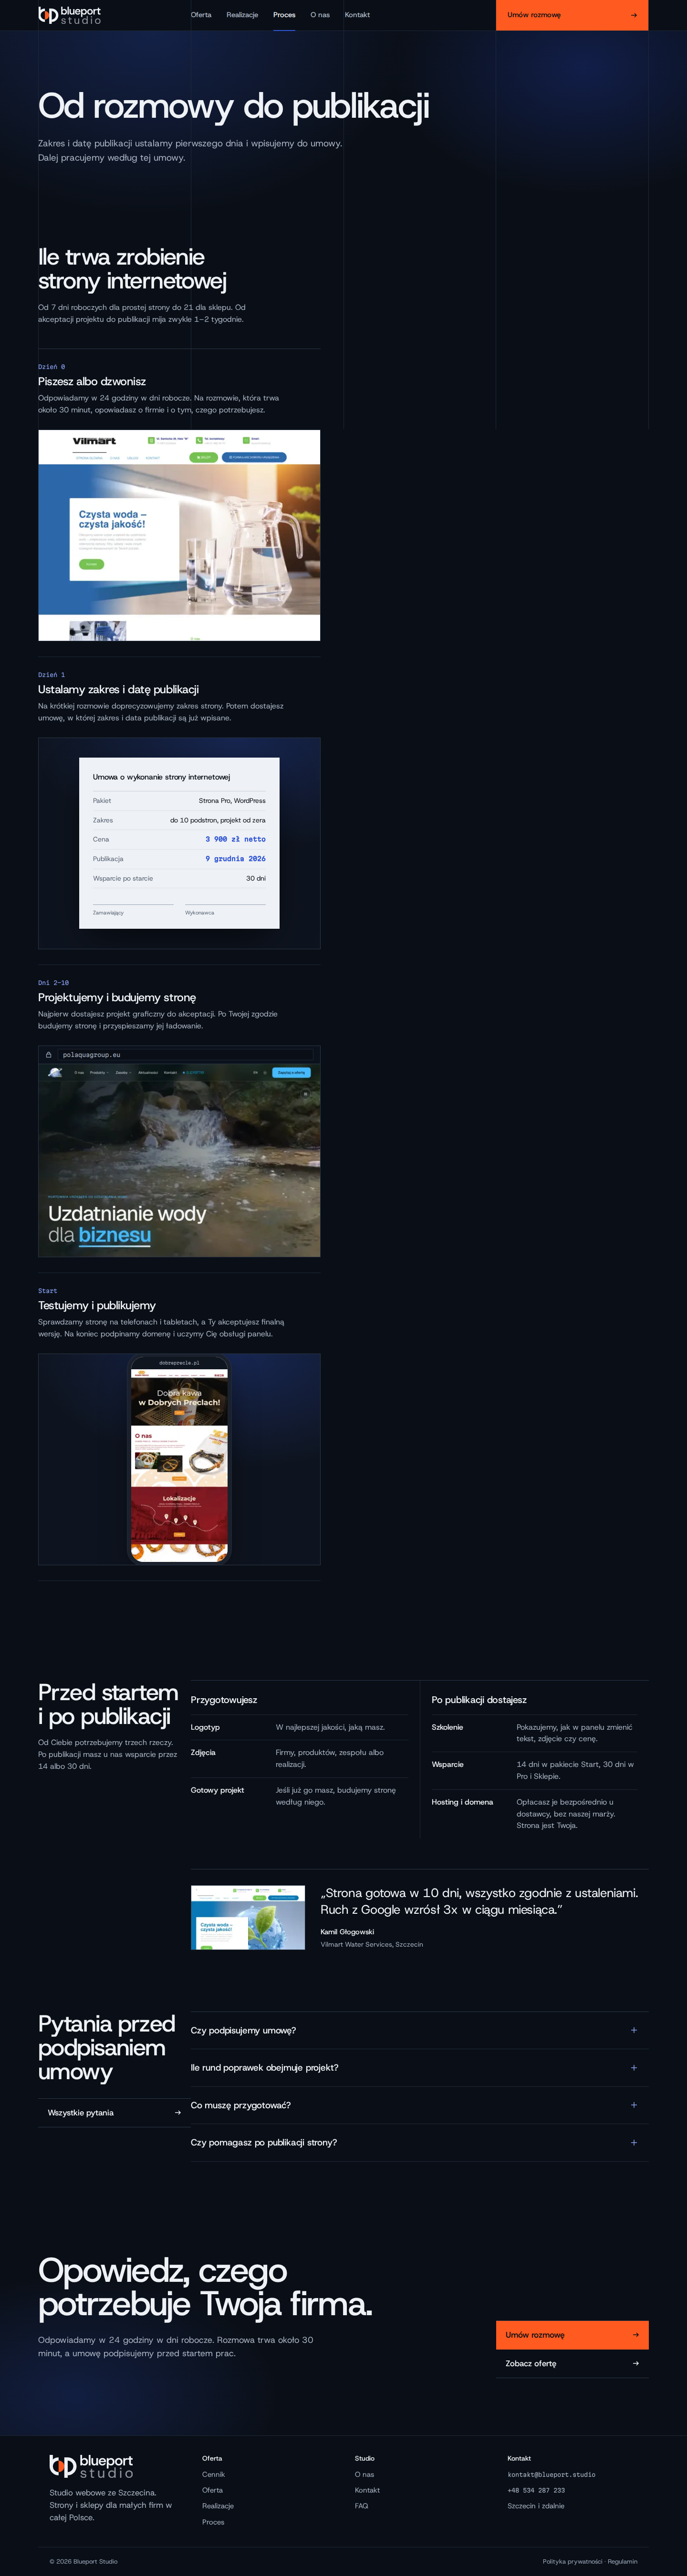 blueport
studio
Oferta
Realizacje
Proces
O nas
Kontakt
Umów rozmowę
Od rozmowy do publikacji
Zakres i datę publikacji ustalamy pierwszego dnia i wpisujemy do umowy.
Dalej pracujemy według tej umowy.
Ile trwa zrobienie
strony internetowej
Od 7 dni roboczych dla prostej strony do 21 dla sklepu. Od
akceptacji projektu do publikacji mija zwykle 1–2 tygodnie.
Dzień 0
Piszesz albo dzwonisz
Odpowiadamy w 24 godziny w dni robocze. Na rozmowie, która trwa
około 30 minut, opowiadasz o firmie i o tym, czego potrzebujesz.
Vilmart
Czysta woda –
czysta jakość!
Dzień 1
Ustalamy zakres i datę publikacji
Na krótkiej rozmowie doprecyzowujemy zakres strony. Potem dostajesz
umowę, w której zakres i data publikacji są już wpisane.
Umowa o wykonanie strony internetowej
Pakiet
Strona Pro, WordPress
Zakres
do 10 podstron, projekt od zera
Cena
3 900 zł netto
Publikacja
9 grudnia 2026
Wsparcie po starcie
30 dni
Zamawiający
Wykonawca
Dni 2–10
Projektujemy i budujemy stronę
Najpierw dostajesz projekt graficzny do akceptacji. Po Twojej zgodzie
budujemy stronę i przyspieszamy jej ładowanie.
polaquagroup.eu
O nas
Produkty
Zasoby
Aktualności
Kontakt
Zapytaj o ofertę
Uzdatnianie wody
dla biznesu
Start
Testujemy i publikujemy
Sprawdzamy stronę na telefonach i tabletach, a Ty akceptujesz finalną
wersję. Na koniec podpinamy domenę i uczymy Cię obsługi panelu.
dobreprecle.pl
Dobra kawa
w Dobrych Preclach!
O nas
Lokalizacje
Przed startem
i po publikacji
Od Ciebie potrzebujemy trzech rzeczy.
Po publikacji masz u nas wsparcie przez
14 albo 30 dni.
Przygotowujesz
Logotyp
W najlepszej jakości, jaką masz.
Zdjęcia
Firmy, produktów, zespołu albo
realizacji.
Gotowy projekt
Jeśli już go masz, budujemy stronę
według niego.
Po publikacji dostajesz
Szkolenie
Pokazujemy, jak w panelu zmienić
tekst, zdjęcie czy cenę.
Wsparcie
14 dni w pakiecie Start, 30 dni w
Pro i Sklepie.
Hosting i domena
Opłacasz je bezpośrednio u
dostawcy, bez naszej marży.
Strona jest Twoja.
Czysta woda –
czysta jakość!
„Strona gotowa w 10 dni, wszystko zgodnie z ustaleniami.
Ruch z Google wzrósł 3x w ciągu miesiąca.”
Kamil Głogowski
Vilmart Water Services, Szczecin
Pytania przed
podpisaniem
umowy
Wszystkie pytania
Czy podpisujemy umowę?
Ile rund poprawek obejmuje projekt?
Co muszę przygotować?
Czy pomagasz po publikacji strony?
Opowiedz, czego
potrzebuje Twoja firma.
Odpowiadamy w 24 godziny w dni robocze. Rozmowa trwa około 30
minut, a umowę podpisujemy przed startem prac.
Umów rozmowę
Zobacz ofertę
blueport
studio
Studio webowe ze Szczecina.
Strony i sklepy dla małych firm w
całej Polsce.
Oferta
Cennik
Oferta
Realizacje
Proces
Studio
O nas
Kontakt
FAQ
Kontakt
kontakt@blueport.studio
+48 534 287 233
Szczecin i zdalnie
© 2026 Blueport Studio
Polityka prywatności · Regulamin